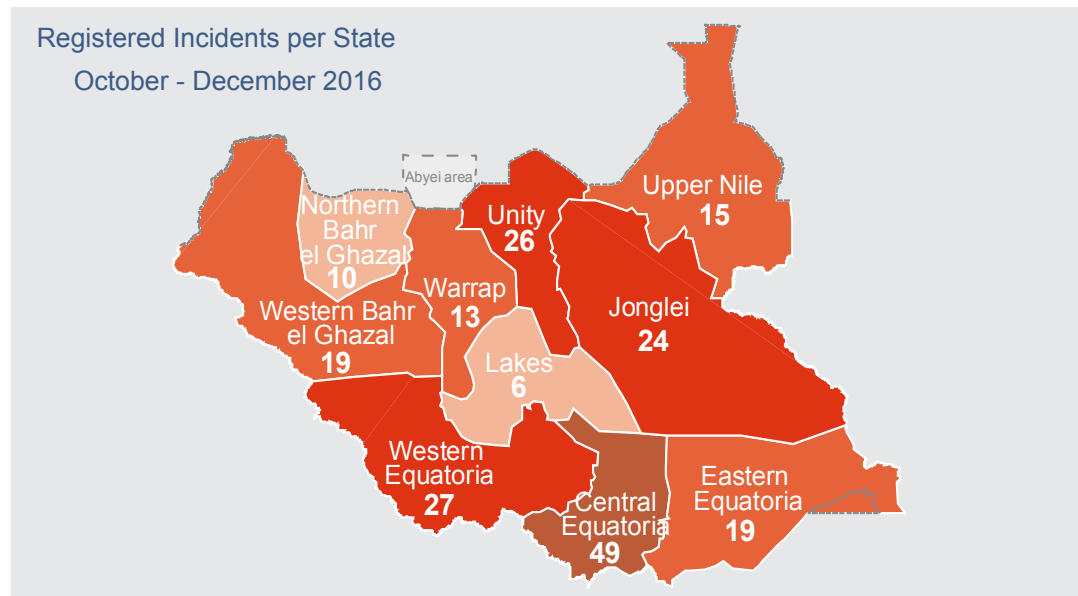 Registered Incidents per State
October - December 2016
Abyei area
Upper Nile
15
Northern
Bahr
el Ghazal
10
Unity
26
Warrap
13
Jonglei
24
Western Bahr
el Ghazal
19
Lakes
6
Western
Equatoria
27
Central
Equatoria
49
Eastern
Equatoria
19